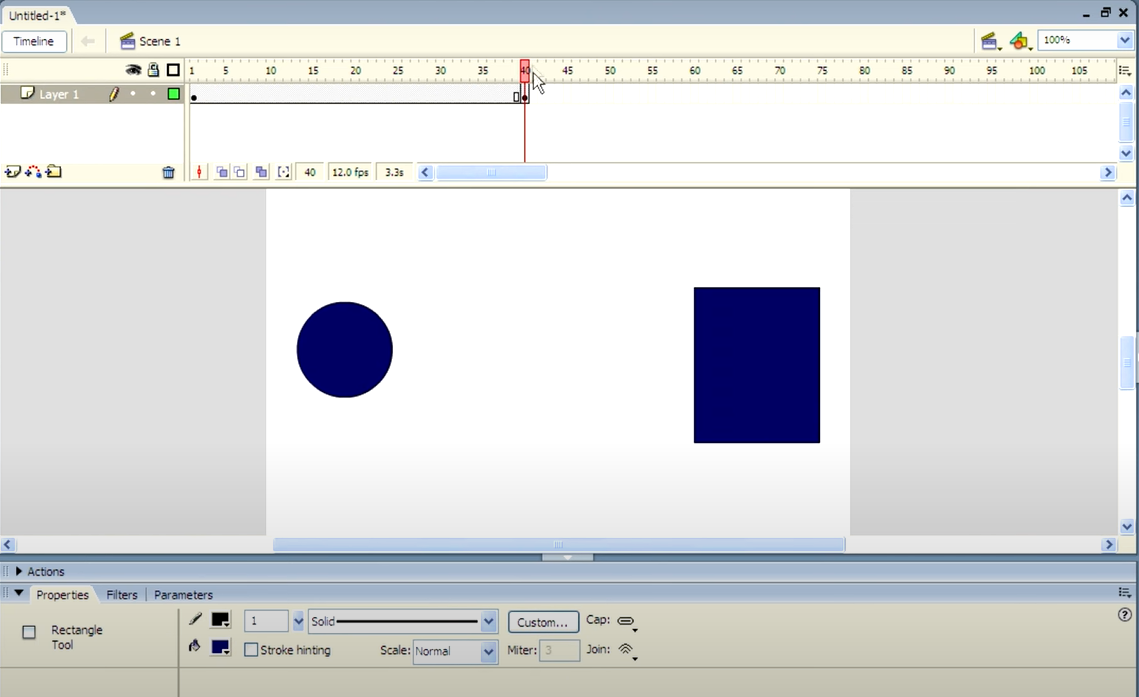 Untitled-1*
Timeline Scene 1 100%
1 5 10 15 20 25 30 35 40 45 50 55 60 65 70 75 80 85 90 95 100 105
Layer 1
40 12.0 fps 3.3s
Actions
Properties Filters Parameters
Rectangle Tool
1 Solid Custom... Cap:
Stroke hinting Scale: Normal Miter: 3 Join: